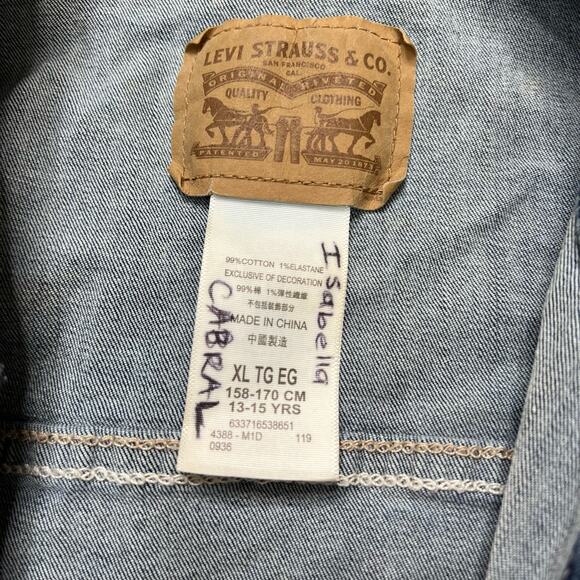 LEVI STRAUSS & CO.
SAN FRANCISCO
CAL.
ORIGINAL RIVETED
QUALITY CLOTHING
PATENTED MAY 20 1873
99%COTTON 1%ELASTANE
EXCLUSIVE OF DECORATION
99%棉 1%彈性纖維
不包括裝飾部分
MADE IN CHINA
中國製造
XL TG EG
158-170 CM
13-15 YRS
633716538651
4388 - M1D 119
0936
Isabella
CABRAL